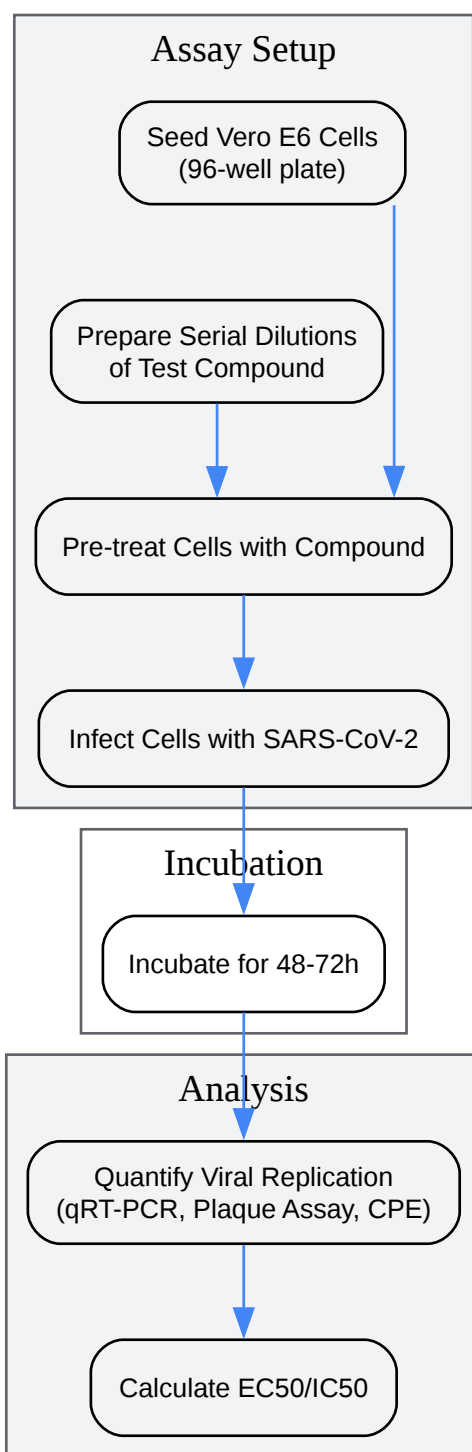 Assay Setup
Seed Vero E6 Cells
(96-well plate)
Prepare Serial Dilutions
of Test Compound
Pre-treat Cells with Compound
Infect Cells with SARS-CoV-2
Incubation
Incubate for 48-72h
Analysis
Quantify Viral Replication
(qRT-PCR, Plaque Assay, CPE)
Calculate EC50/IC50